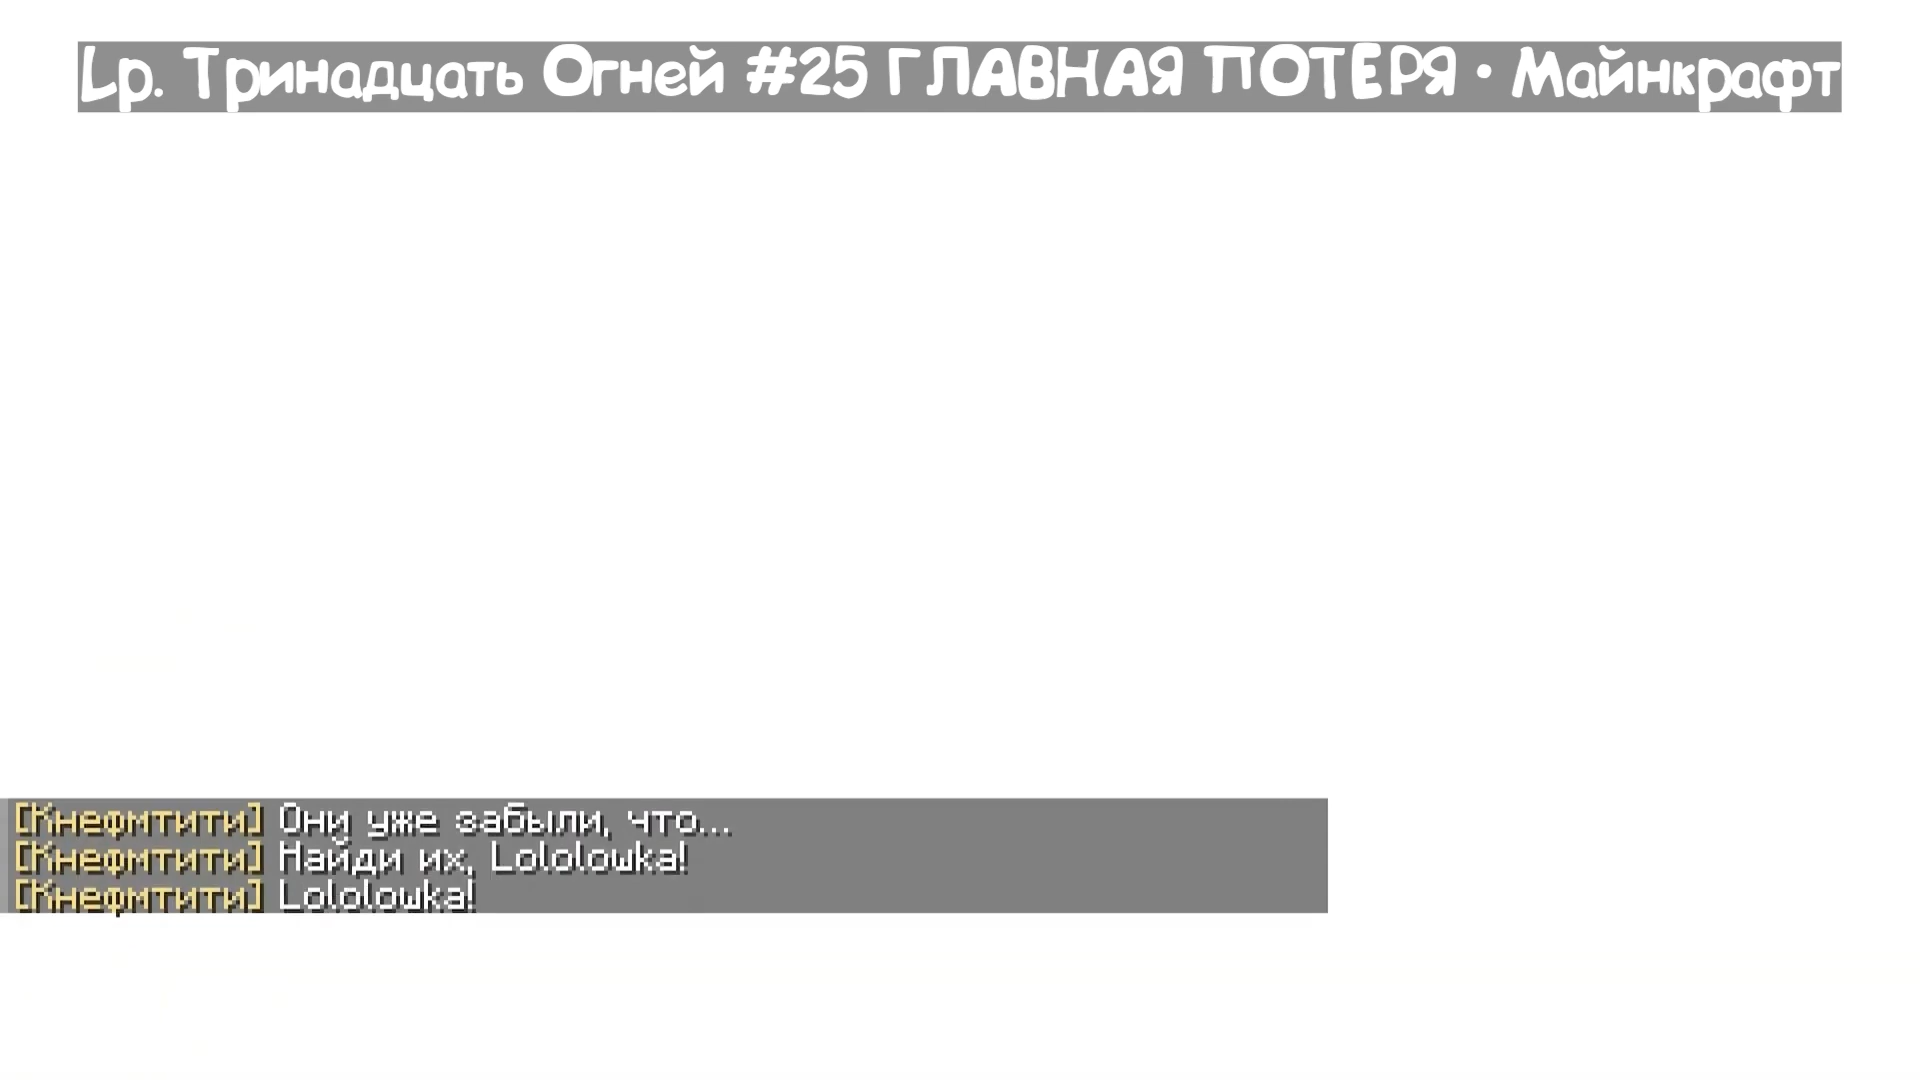 Lp. Тринадцать Огней #25 ГЛАВНАЯ ПОТЕРЯ • Майнкрафт
[Кнефмтити] Они уже забыли, что...
[Кнефмтити] Найди их, Lololowka!
[Кнефмтити] Lololowka!